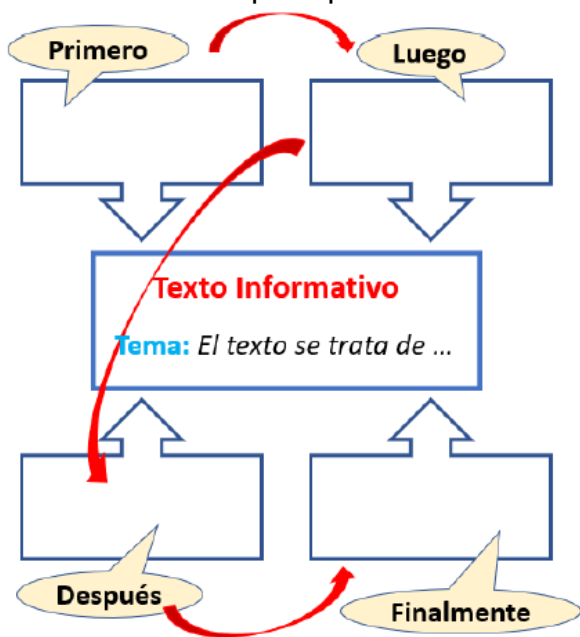 Primero
Luego
Texto Informativo
Tema: El texto se trata de ...
Después
Finalmente